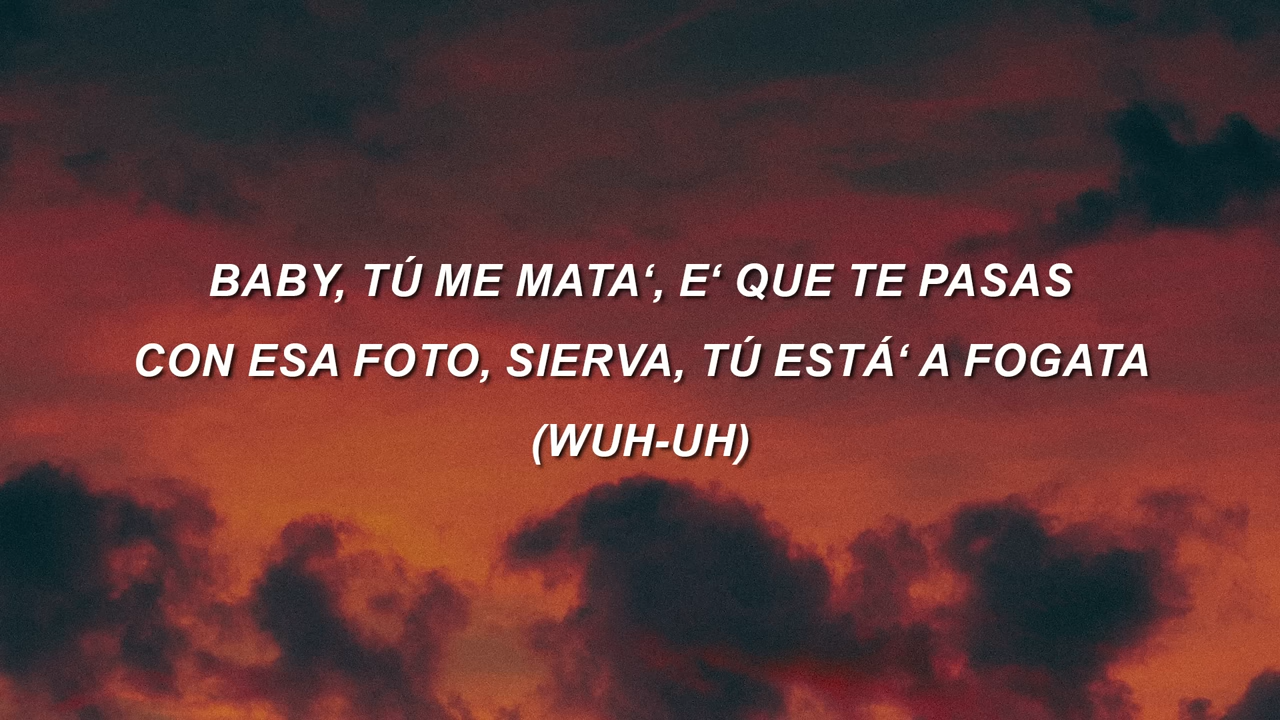 BABY, TÚ ME MATA‘, E‘ QUE TE PASAS
CON ESA FOTO, SIERVA, TÚ ESTÁ‘ A FOGATA
(WUH-UH)